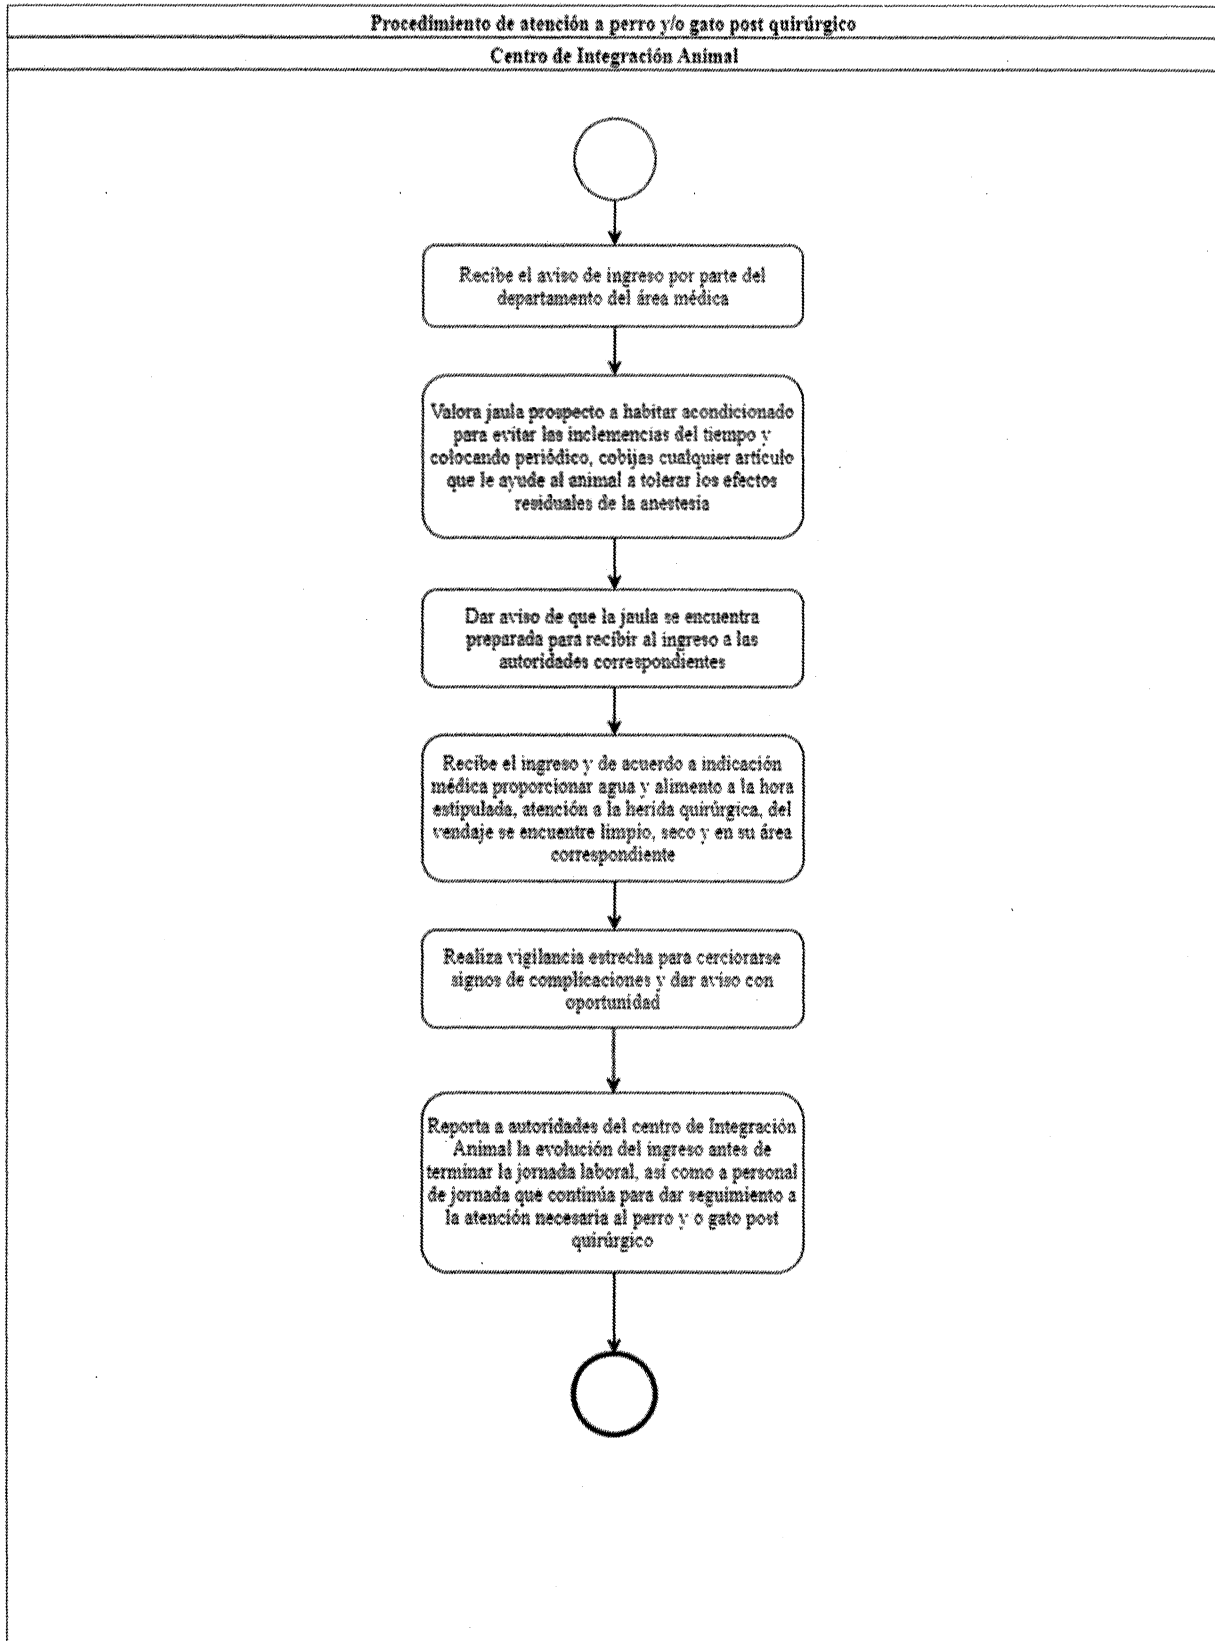 Procedimiento de atención a perro y/o gato post quirúrgico
Centro de Integración Animal
Recibe el aviso de ingreso por parte del
departamento del área médica
Valora jaula prospecto a habitar acondicionado
para evitar las inclemencias del tiempo y
colocando periódico, cobijas cualquier artículo
que le ayude al animal a tolerar los efectos
residuales de la anestesia
Dar aviso de que la jaula se encuentra
preparada para recibir al ingreso a las
autoridades correspondientes
Recibe el ingreso y de acuerdo a indicación
médica proporcionar agua y alimento a la hora
estipulada, atención a la herida quirúrgica, del
vendaje se encuentre limpio, seco y en su área
correspondiente
Realiza vigilancia estrecha para cerciorarse
signos de complicaciones y dar aviso con
oportunidad
Reporta a autoridades del centro de Integración
Animal la evolución del ingreso antes de
terminar la jornada laboral, así como a personal
de jornada que continúa para dar seguimiento a
la atención necesaria al perro y o gato post
quirúrgico